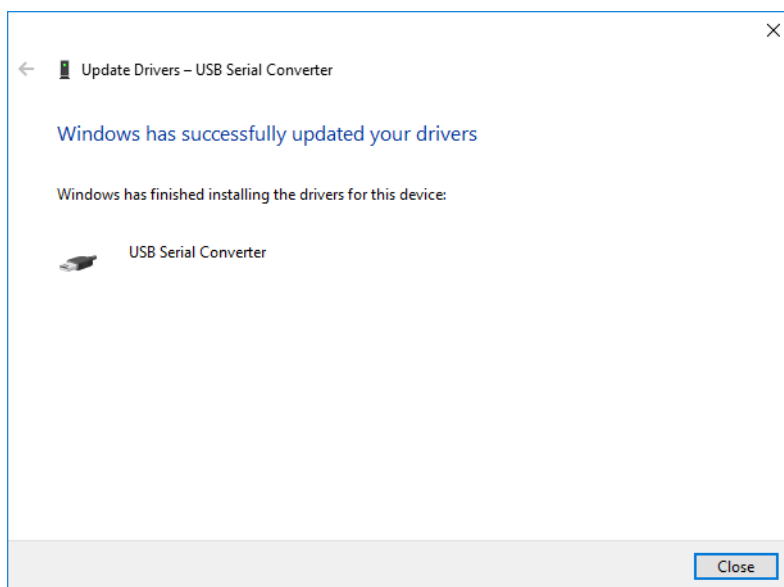 Update Drivers – USB Serial Converter
Windows has successfully updated your drivers
Windows has finished installing the drivers for this device:
USB Serial Converter
Close